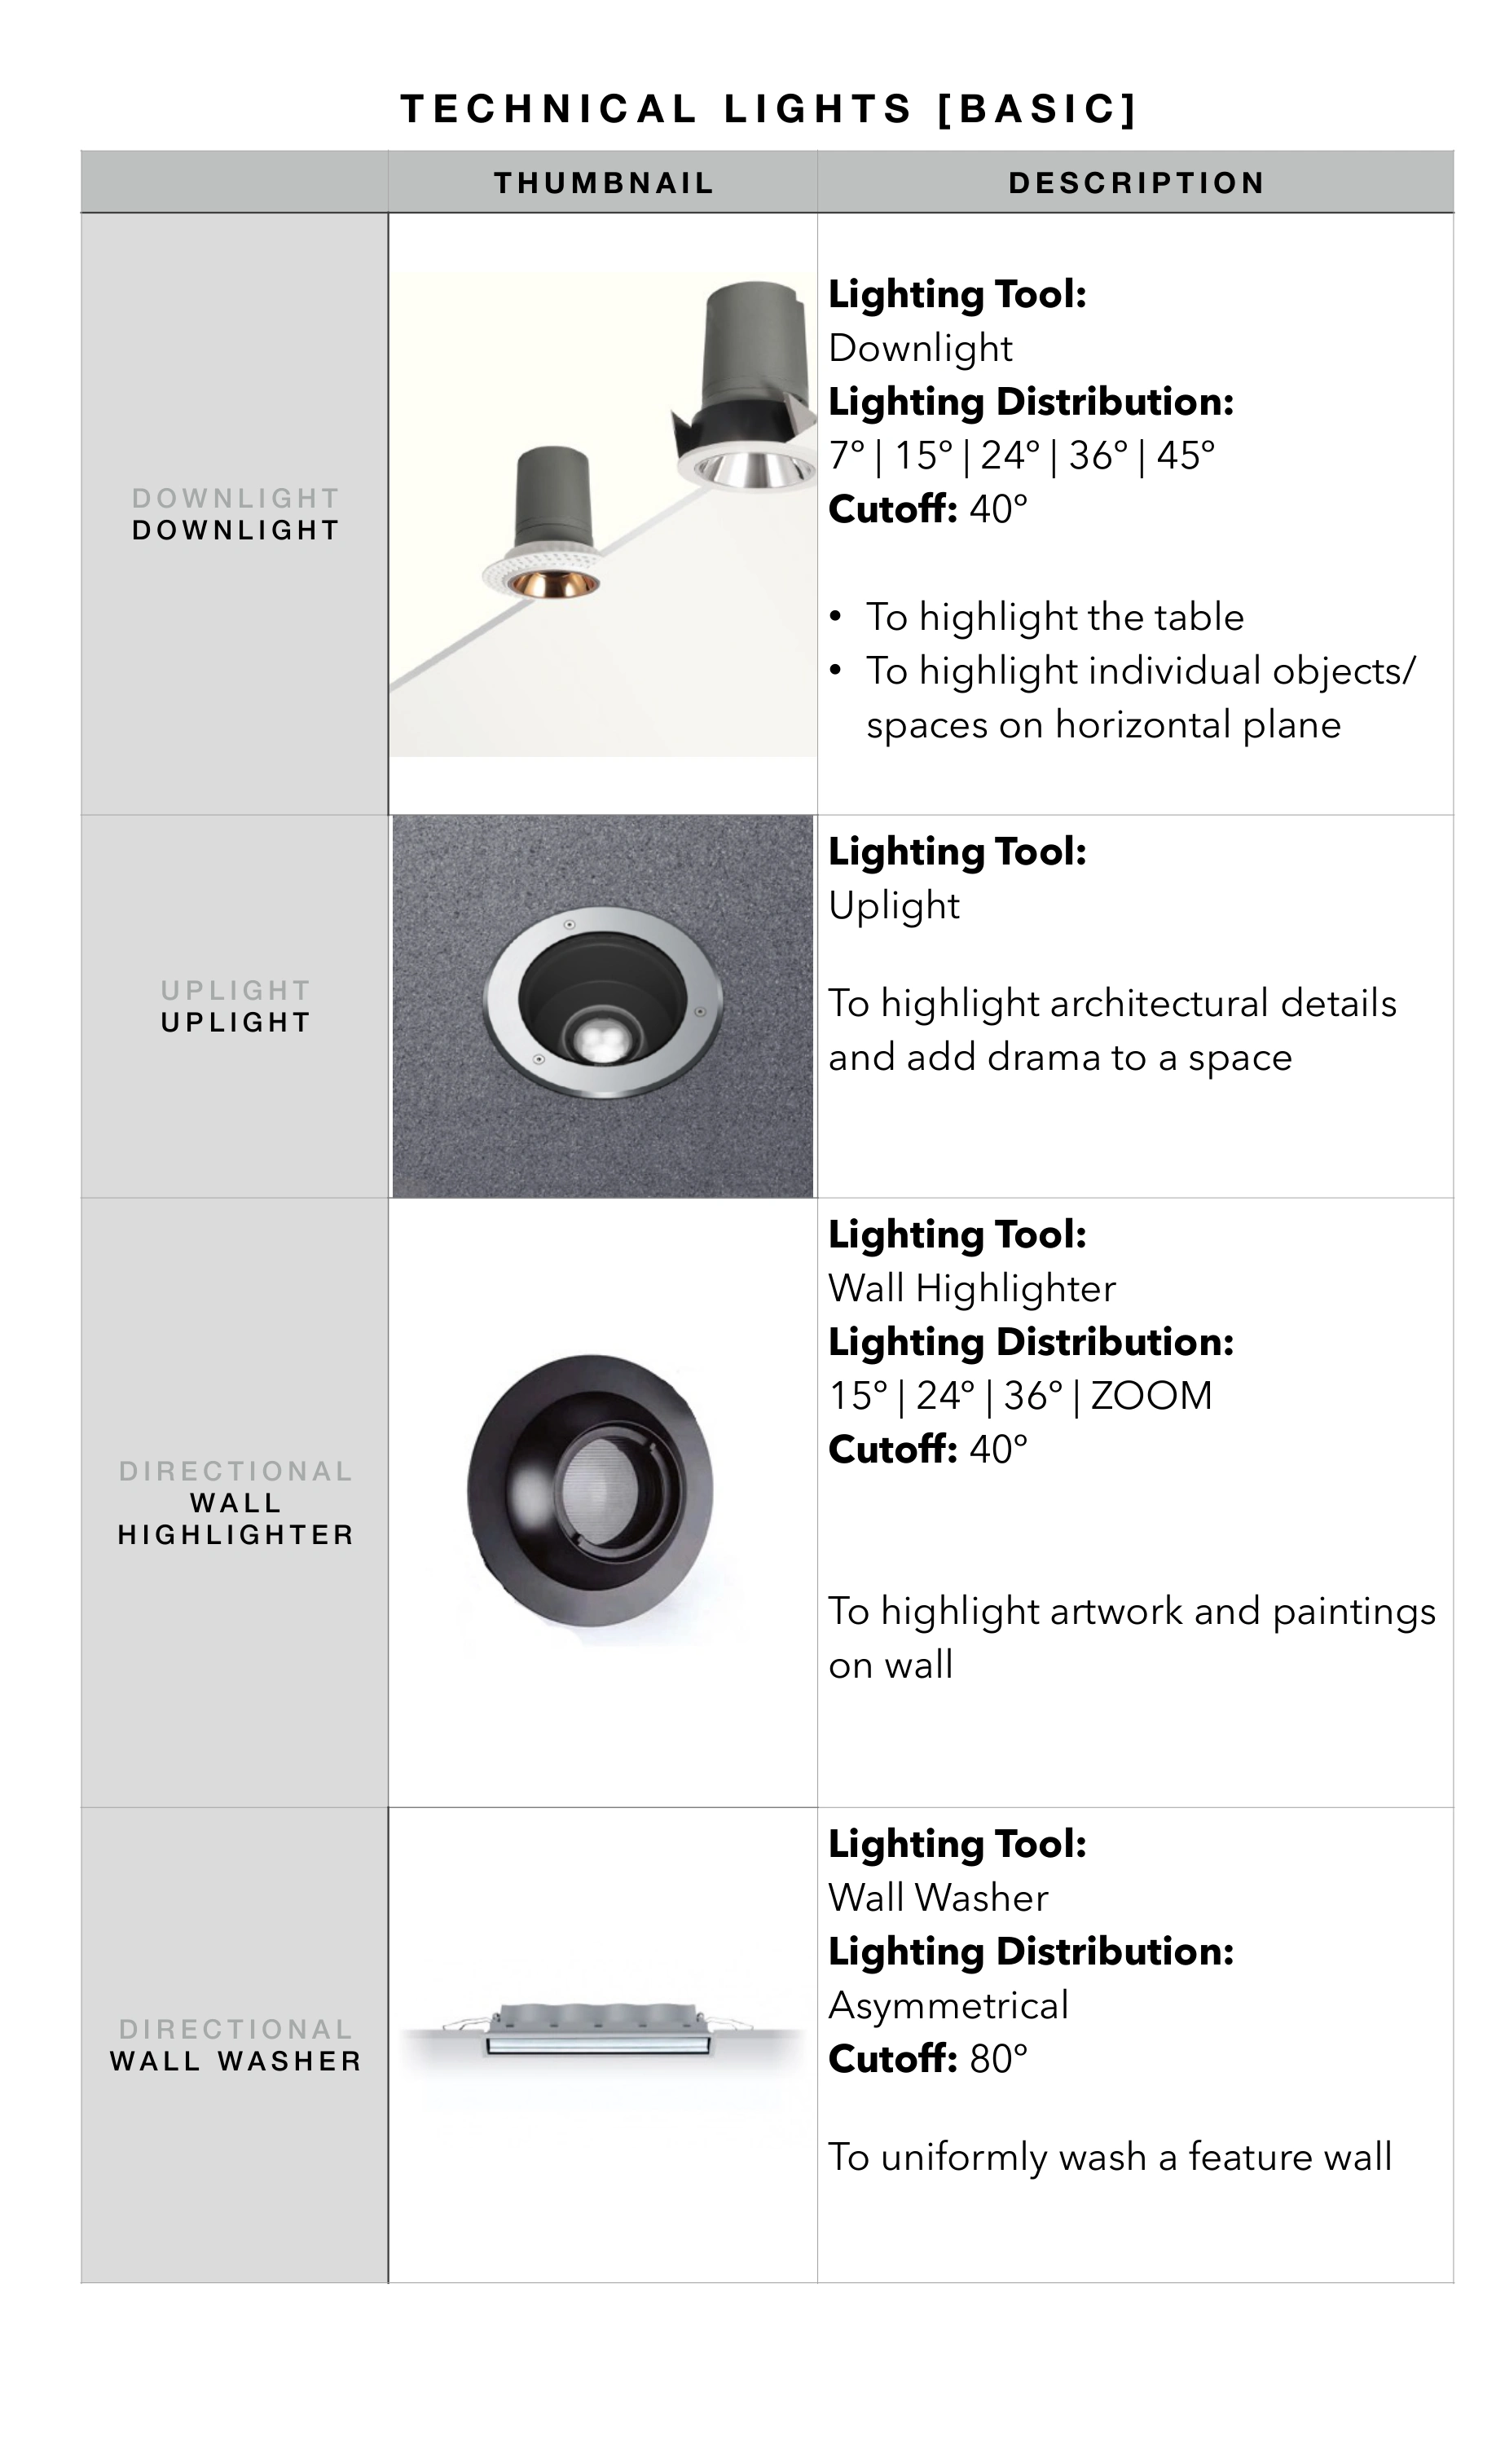 TECHNICAL LIGHTS [BASIC]
THUMBNAIL
DESCRIPTION
DOWNLIGHT
DOWNLIGHT
Lighting Tool:
Downlight
Lighting Distribution:
7° | 15° | 24° | 36° | 45°
Cutoff: 40°
• To highlight the table
• To highlight individual objects/
spaces on horizontal plane
UPLIGHT
UPLIGHT
Lighting Tool:
Uplight
To highlight architectural details
and add drama to a space
DIRECTIONAL
WALL
HIGHLIGHTER
Lighting Tool:
Wall Highlighter
Lighting Distribution:
15° | 24° | 36° | ZOOM
Cutoff: 40°
To highlight artwork and paintings
on wall
DIRECTIONAL
WALL WASHER
Lighting Tool:
Wall Washer
Lighting Distribution:
Asymmetrical
Cutoff: 80°
To uniformly wash a feature wall